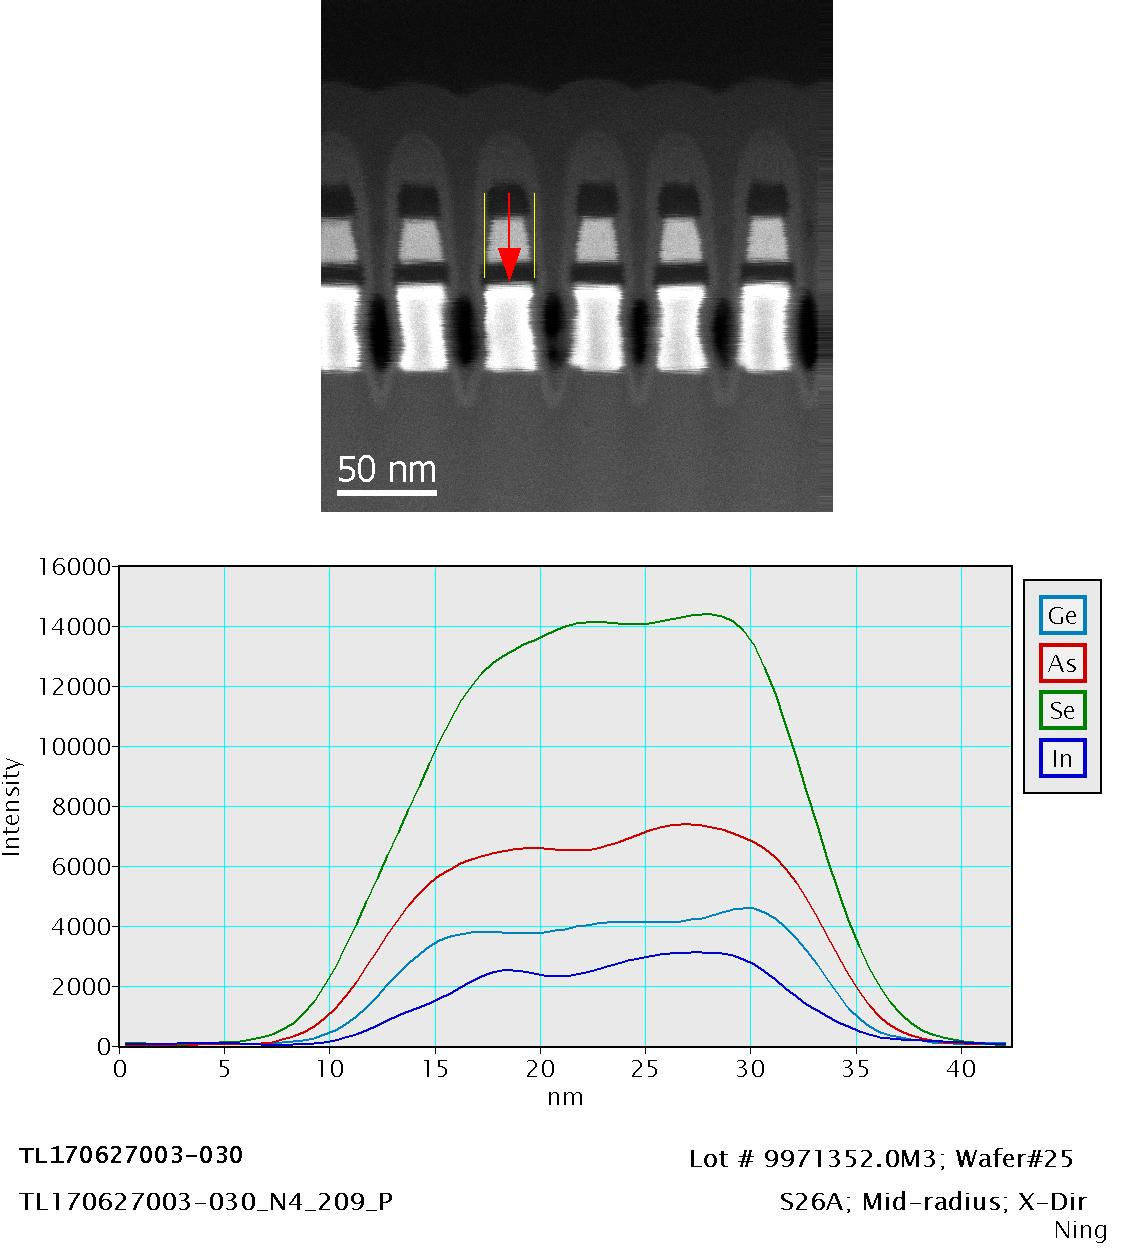 50 nm
16000
14000
12000
10000
8000
6000
4000
2000
0
Intensity
0 5 10 15 20 25 30 35 40
nm
Ge
As
Se
In
TL170627003-030
Lot # 9971352.0M3; Wafer#25
TL170627003-030_N4_209_P
S26A; Mid-radius; X-Dir
Ning